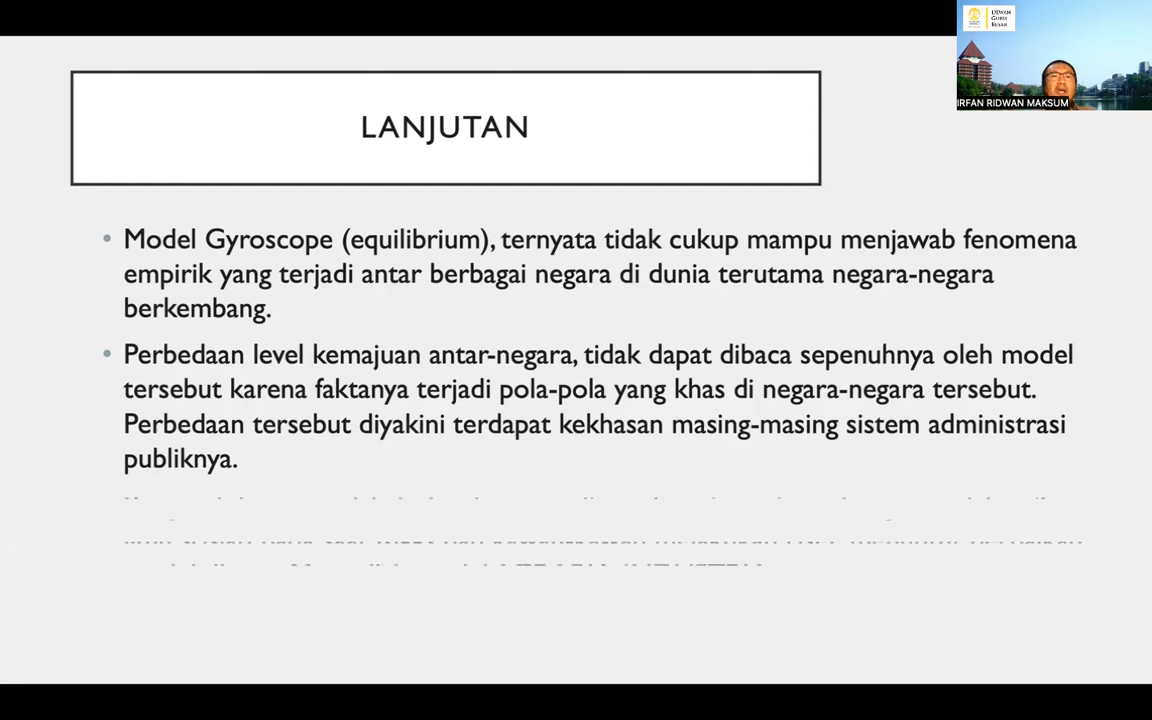 DEWAN
GURU
BESAR
IRFAN RIDWAN MAKSUM
LANJUTAN
• Model Gyroscope (equilibrium), ternyata tidak cukup mampu menjawab fenomena
empirik yang terjadi antar berbagai negara di dunia terutama negara-negara
berkembang.
• Perbedaan level kemajuan antar-negara, tidak dapat dibaca sepenuhnya oleh model
tersebut karena faktanya terjadi pola-pola yang khas di negara-negara tersebut.
Perbedaan tersebut diyakini terdapat kekhasan masing-masing sistem administrasi
publiknya.